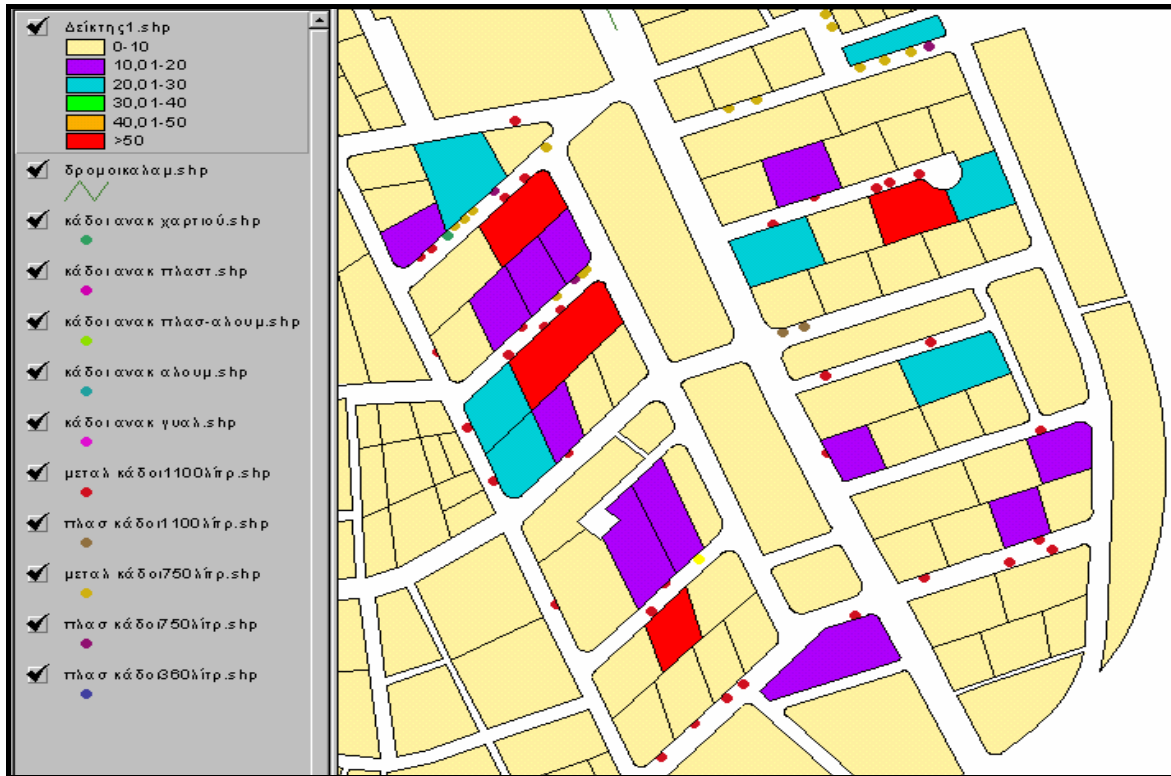 Δείκτης1.shp
0-10
10,01-20
20,01-30
30,01-40
40,01-50
>50
δρομοικαλαμ.shp
κάδοι ανακ χαρτιού.shp
κάδοι ανακ πλαστ.shp
κάδοι ανακ πλασ-αλουμ.shp
κάδοι ανακ αλουμ.shp
κάδοι ανακ γυαλ.shp
μεταλ κάδοι1100λίτρ.shp
πλασ κάδοι1100λίτρ.shp
μεταλ κάδοι750λίτρ.shp
πλασ κάδοι750λίτρ.shp
πλασ κάδοι360λίτρ.shp